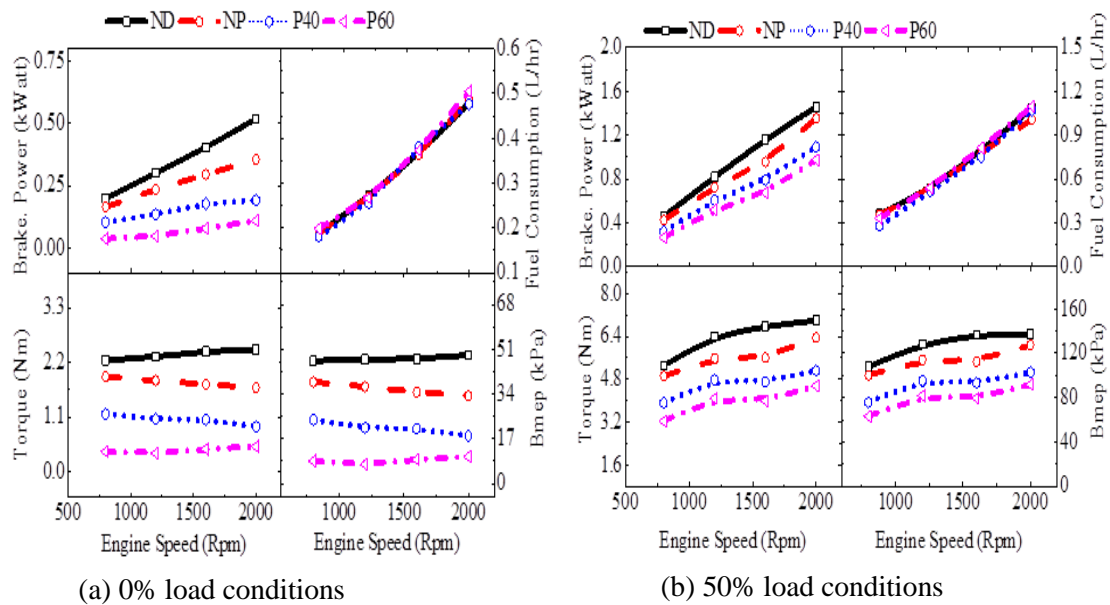 ND NP P40 P60
0.75
0.50
0.25
0.00
Brake. Power (kWatt)
0.6
0.5
0.4
0.3
0.2
0.1
Fuel Consumption (L/hr)
3.3
2.2
1.1
0.0
Torque (Nm)
68
51
34
17
0
Bmep (kPa)
500 1000 1500 2000
1000 1500 2000
Engine Speed (Rpm)
Engine Speed (Rpm)
(a) 0% load conditions
ND NP P40 P60
2.0
1.6
1.2
0.8
0.4
0.0
Brake. Power (kWatt)
1.5
1.2
0.9
0.6
0.3
0.0
Fuel Consumption (L/hr)
8.0
6.4
4.8
3.2
1.6
Torque (Nm)
160
120
80
40
0
Bmep (kPa)
500 1000 1500 2000
1000 1500 2000
Engine Speed (Rpm)
Engine Speed (Rpm)
(b) 50% load conditions